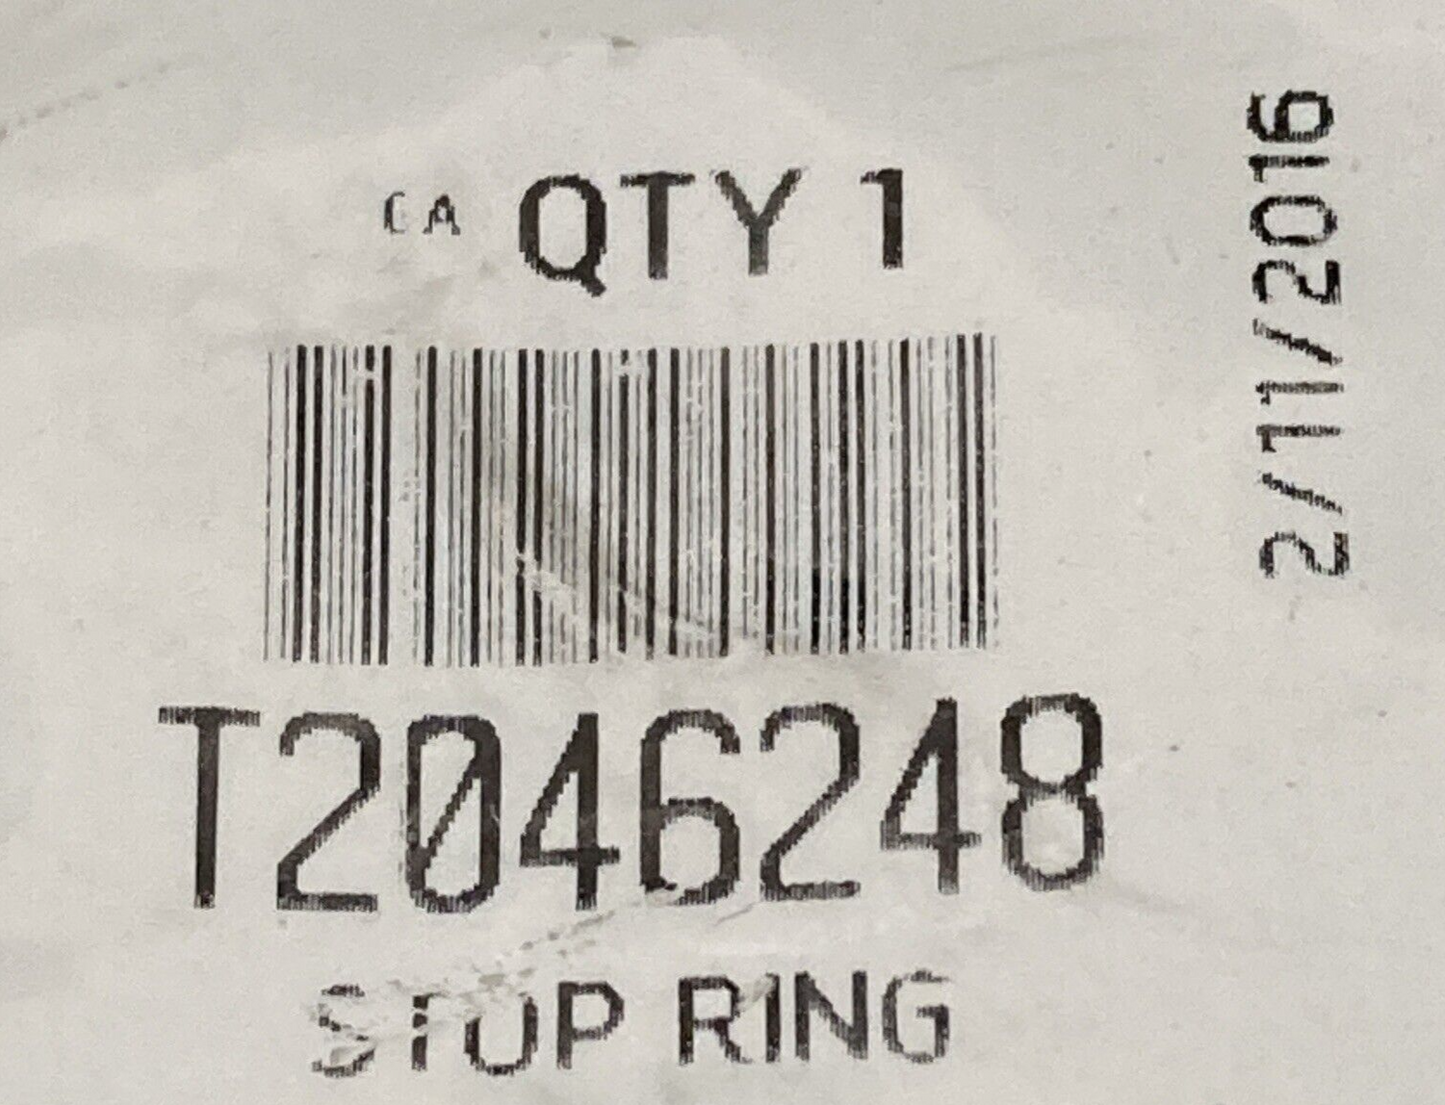 CA QTY 1
T2046248
STOP RING
2/11/2016